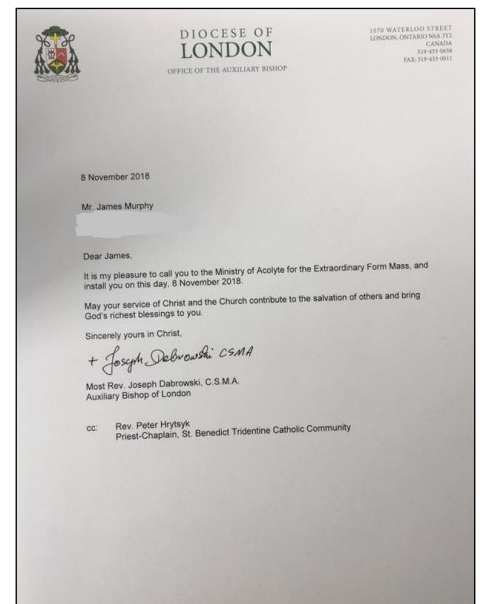 DIOCESE OF
LONDON
OFFICE OF THE AUXILIARY BISHOP
1070 WATERLOO STREET
LONDON, ONTARIO N6A 3Y2
CANADA
519-433-0658
FAX: 519-433-0011
8 November 2018
Mr. James Murphy
Dear James,
It is my pleasure to call you to the Ministry of Acolyte for the Extraordinary Form Mass, and
install you on this day, 8 November 2018.
May your service of Christ and the Church contribute to the salvation of others and bring
God's richest blessings to you.
Sincerely yours in Christ,
+ Joseph Dabrowski CSMA
Most Rev. Joseph Dabrowski, C.S.M.A.
Auxiliary Bishop of London
cc: Rev. Peter Hrytsyk
Priest-Chaplain, St. Benedict Tridentine Catholic Community